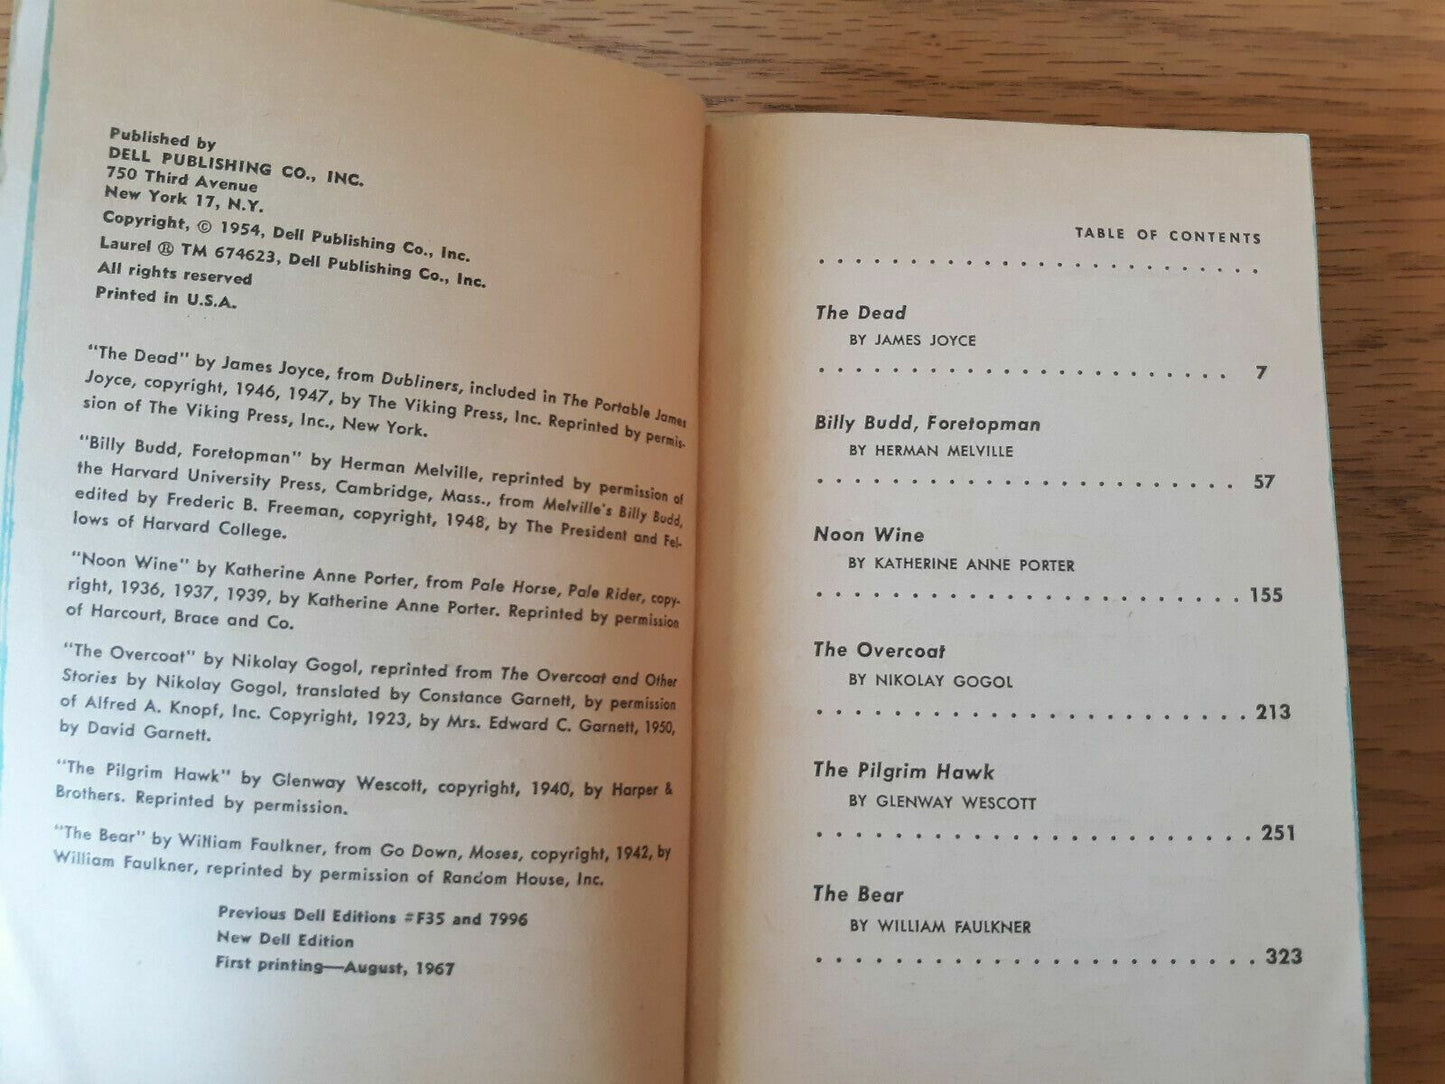 Published by
DELL PUBLISHING CO., INC.
750 Third Avenue
New York 17, N.Y.
Copyright, © 1954, Dell Publishing Co., Inc.
Laurel ® TM 674623, Dell Publishing Co., Inc.
All rights reserved
Printed in U.S.A.
"The Dead" by James Joyce, from Dubliners, included in The Portable James
Joyce, copyright, 1946, 1947, by The Viking Press, Inc. Reprinted by permis-
sion of The Viking Press, Inc., New York.
"Billy Budd, Foretopman" by Herman Melville, reprinted by permission of
the Harvard University Press, Cambridge, Mass., from Melville's Billy Budd,
edited by Frederic B. Freeman, copyright, 1948, by The President and Fel-
lows of Harvard College.
"Noon Wine" by Katherine Anne Porter, from Pale Horse, Pale Rider, copy-
right, 1936, 1937, 1939, by Katherine Anne Porter. Reprinted by permission
of Harcourt, Brace and Co.
"The Overcoat" by Nikolay Gogol, reprinted from The Overcoat and Other
Stories by Nikolay Gogol, translated by Constance Garnett, by permission
of Alfred A. Knopf, Inc. Copyright, 1923, by Mrs. Edward C. Garnett, 1950,
by David Garnett.
"The Pilgrim Hawk" by Glenway Wescott, copyright, 1940, by Harper &
Brothers. Reprinted by permission.
"The Bear" by William Faulkner, from Go Down, Moses, copyright, 1942, by
William Faulkner, reprinted by permission of Random House, Inc.
Previous Dell Editions #F35 and 7996
New Dell Edition
First printing—August, 1967
TABLE OF CONTENTS
The Dead
BY JAMES JOYCE
7
Billy Budd, Foretopman
BY HERMAN MELVILLE
57
Noon Wine
BY KATHERINE ANNE PORTER
155
The Overcoat
BY NIKOLAY GOGOL
213
The Pilgrim Hawk
BY GLENWAY WESCOTT
251
The Bear
BY WILLIAM FAULKNER
323